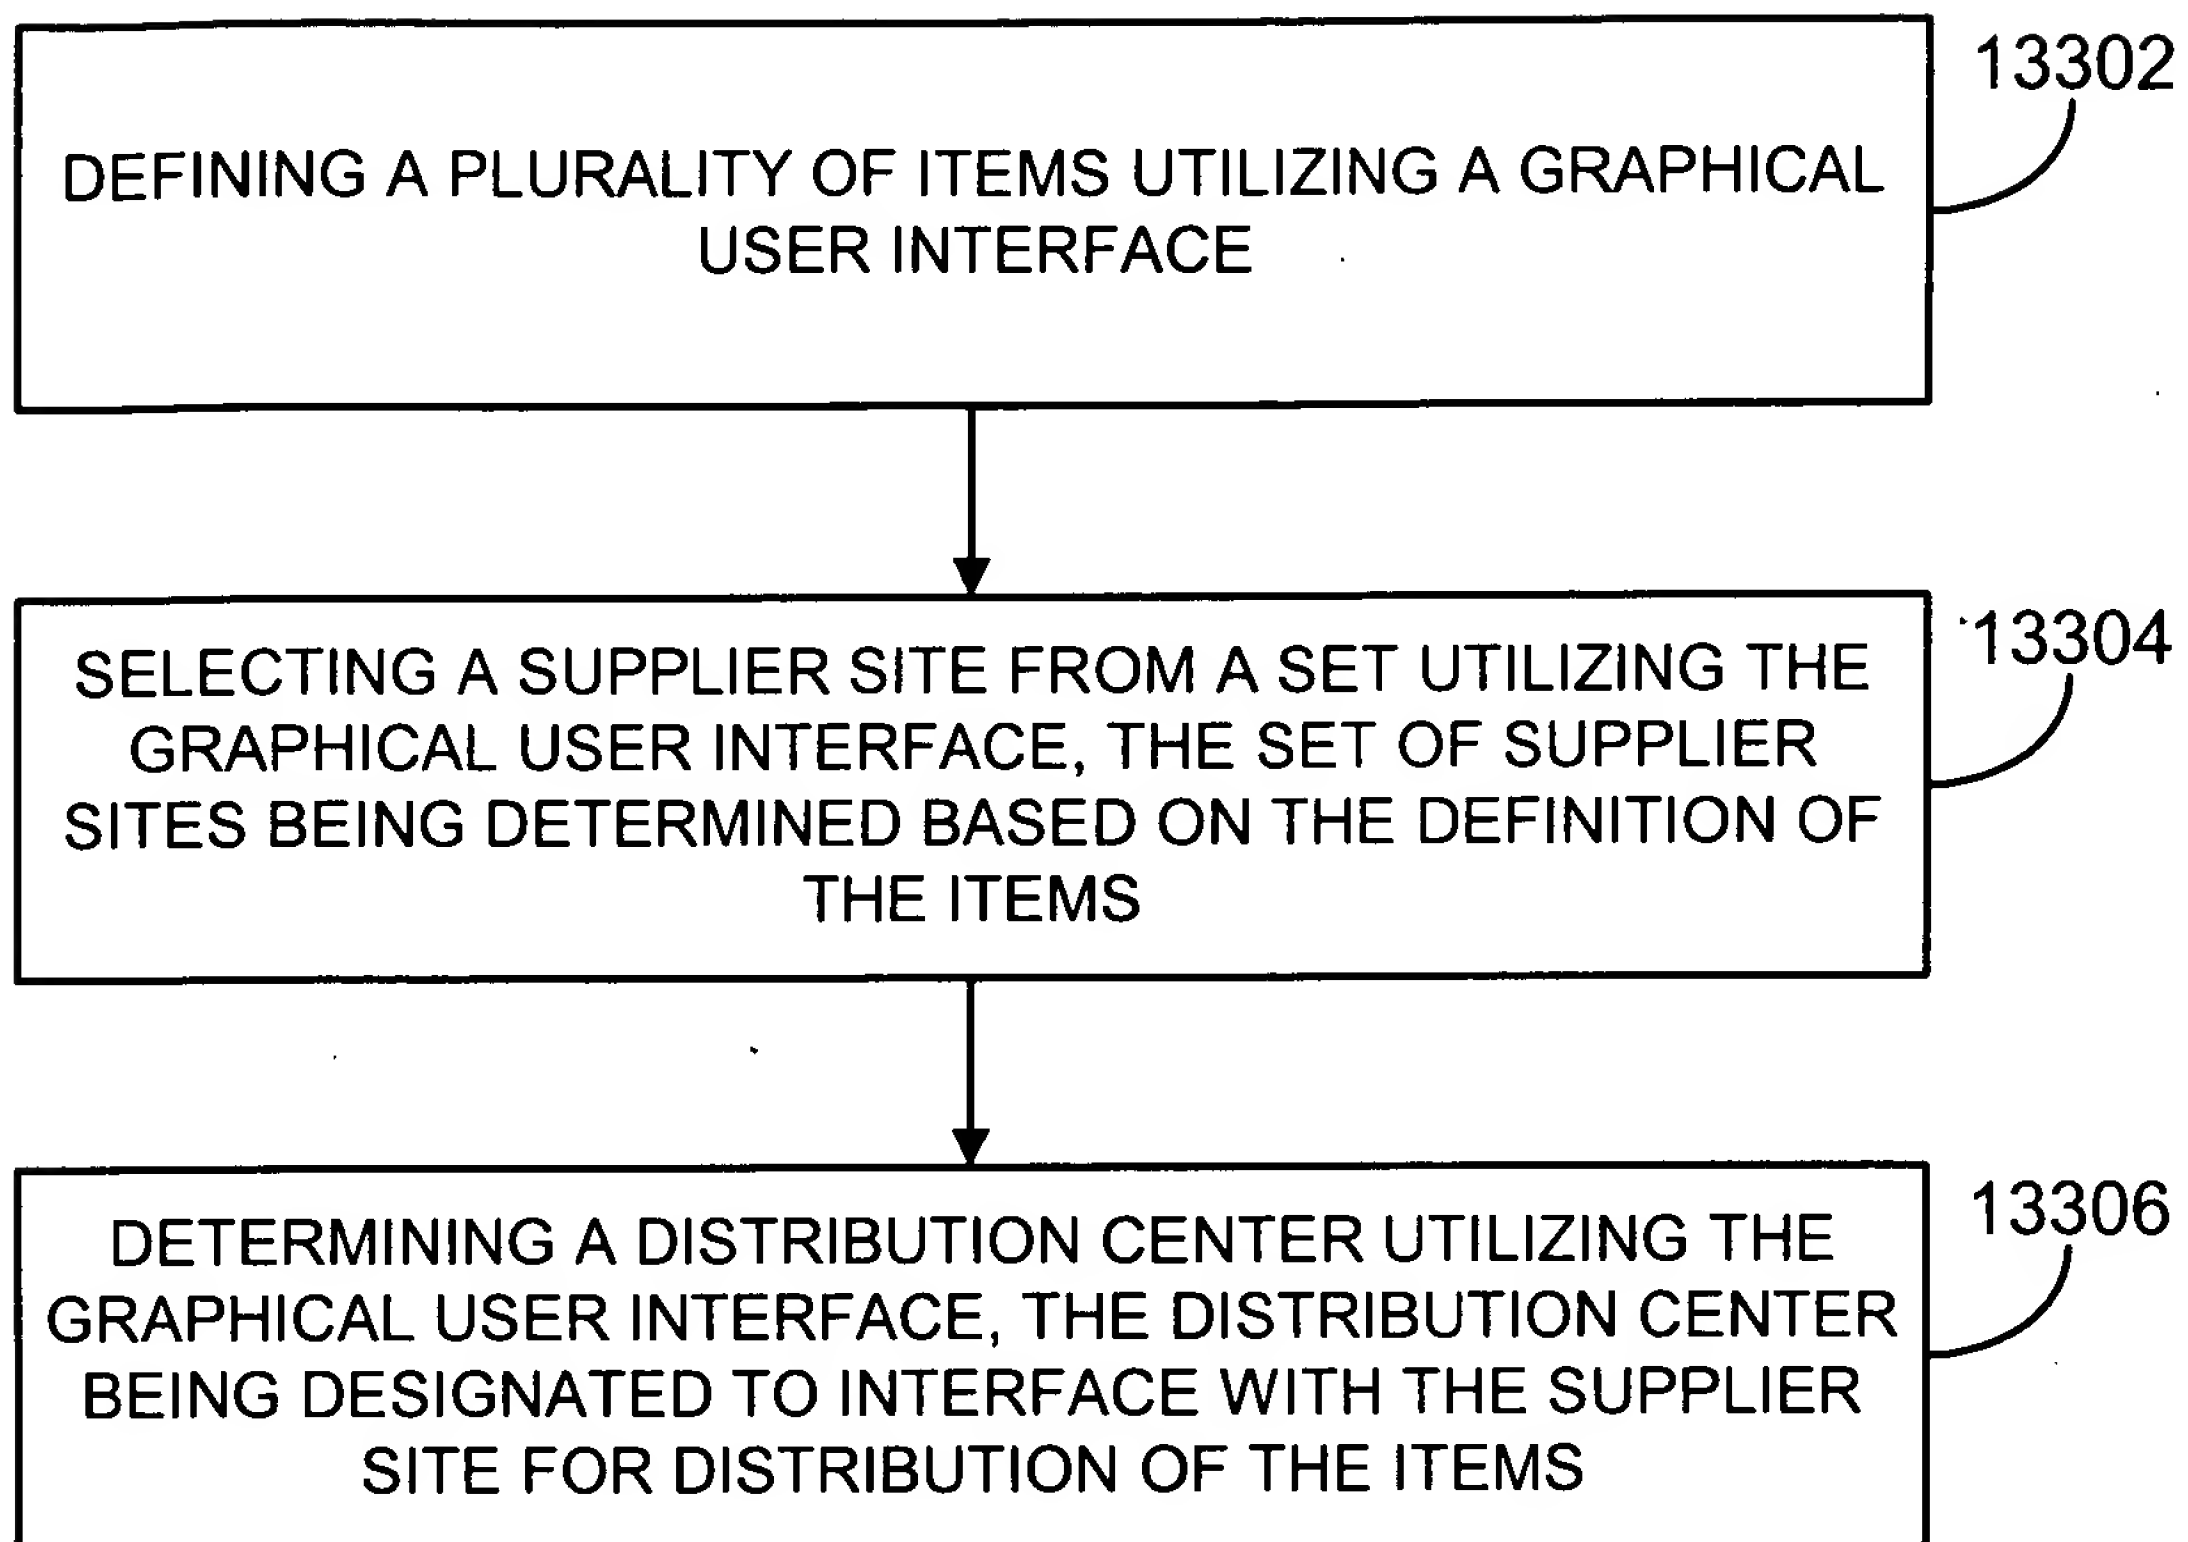 13302
DEFINING A PLURALITY OF ITEMS UTILIZING A GRAPHICAL
USER INTERFACE
13304
SELECTING A SUPPLIER SITE FROM A SET UTILIZING THE
GRAPHICAL USER INTERFACE, THE SET OF SUPPLIER
SITES BEING DETERMINED BASED ON THE DEFINITION OF
THE ITEMS
13306
DETERMINING A DISTRIBUTION CENTER UTILIZING THE
GRAPHICAL USER INTERFACE, THE DISTRIBUTION CENTER
BEING DESIGNATED TO INTERFACE WITH THE SUPPLIER
SITE FOR DISTRIBUTION OF THE ITEMS